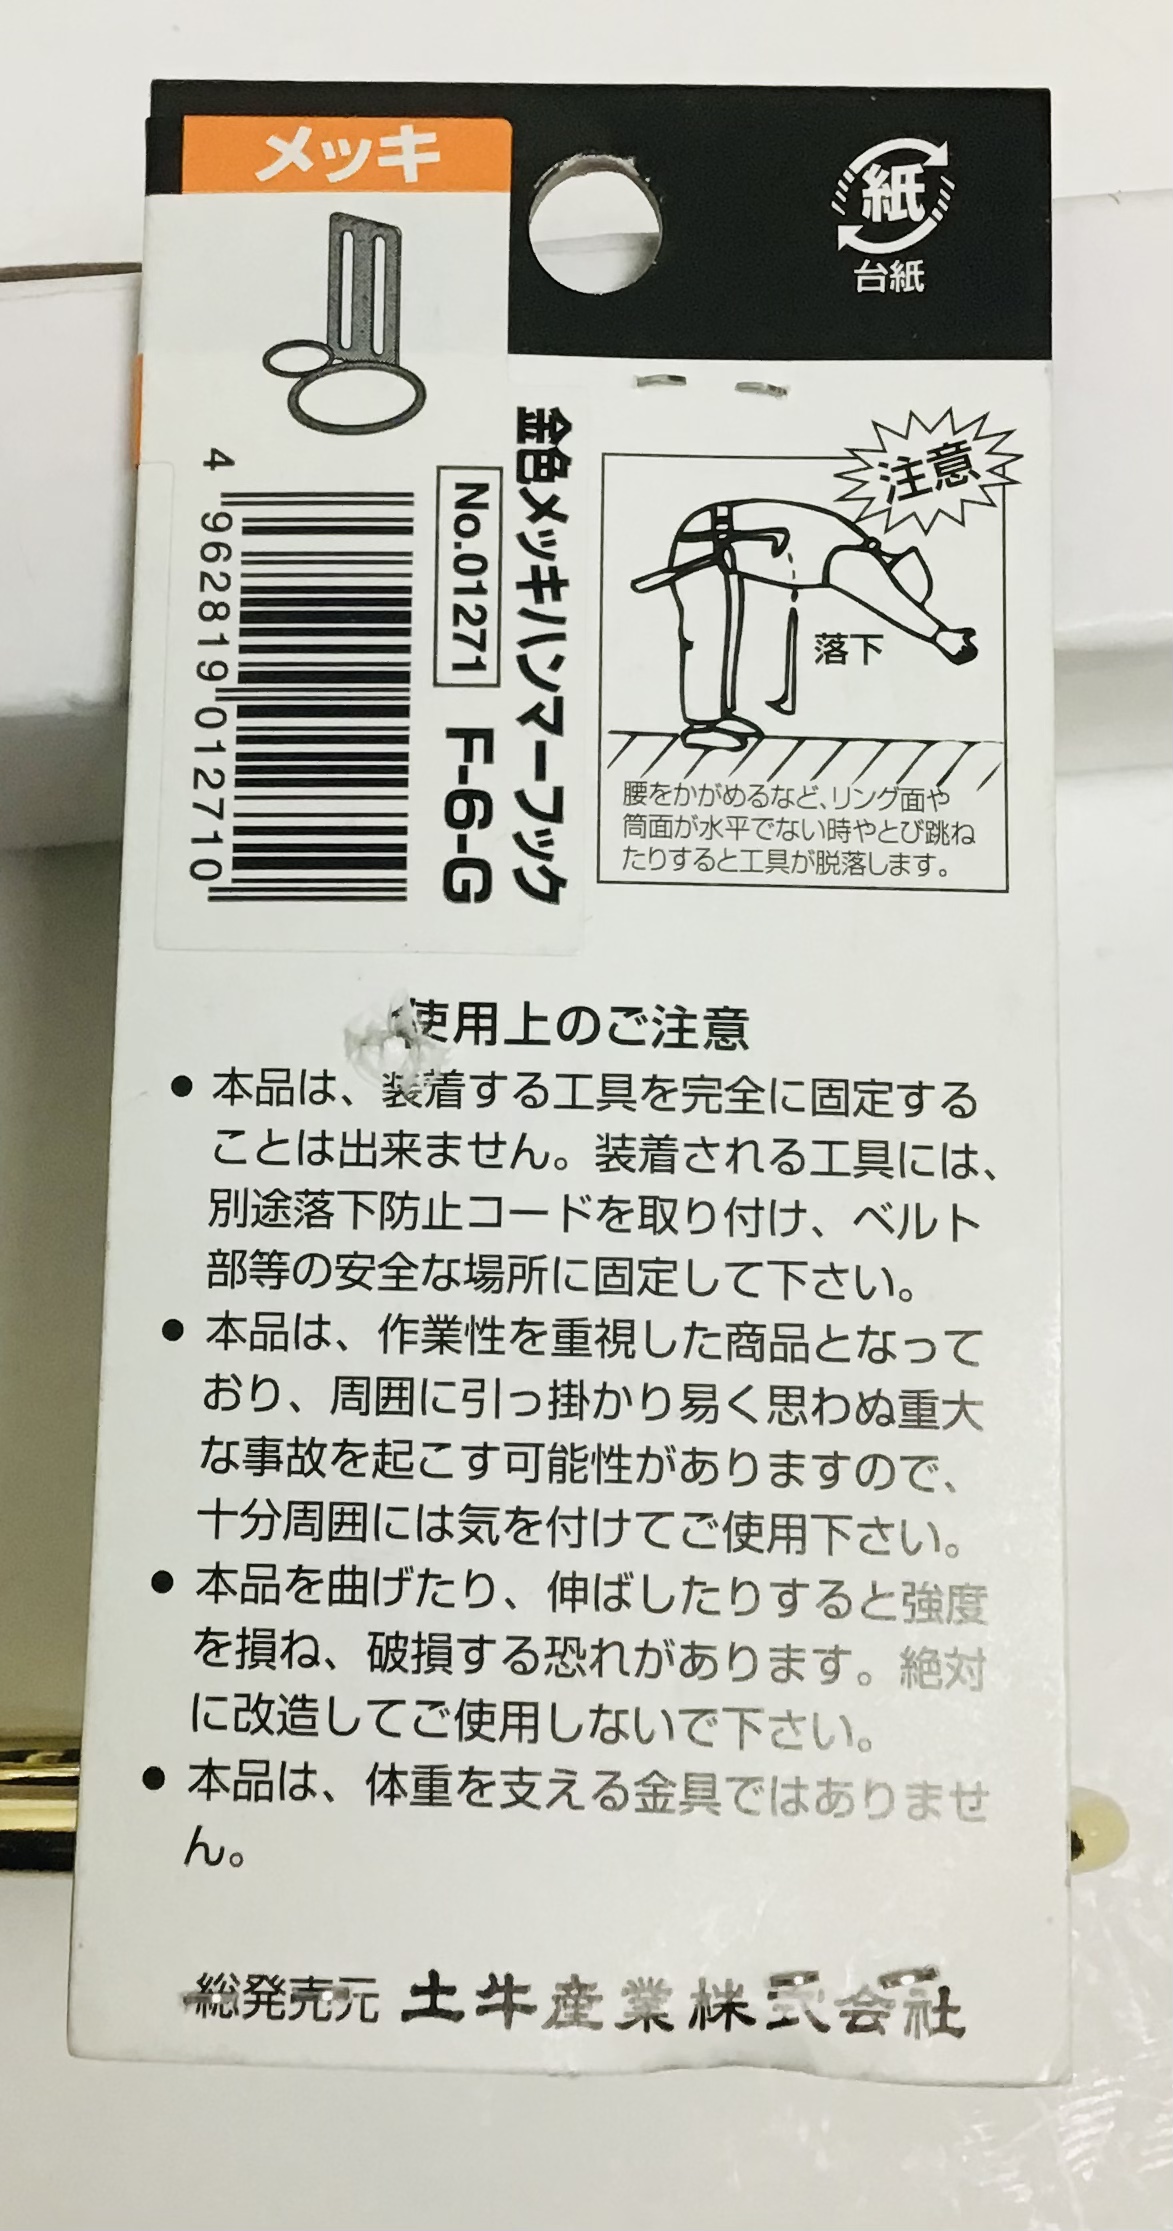 メッキ
紙
台紙
金色メッキハンマーフック
No.01271
F-6-G
4 962819 012710
注意
落下
腰をかがめるなど、リング面や
筒面が水平でない時やとび跳ね
たりすると工具が脱落します。
使用上のご注意
● 本品は、装着する工具を完全に固定する
ことは出来ません。装着される工具には、
別途落下防止コードを取り付け、ベルト
部等の安全な場所に固定して下さい。
● 本品は、作業性を重視した商品となって
おり、周囲に引っ掛かり易く思わぬ重大
な事故を起こす可能性がありますので、
十分周囲には気を付けてご使用下さい。
● 本品を曲げたり、伸ばしたりすると強度
を損ね、破損する恐れがあります。絶対
に改造してご使用しないで下さい。
● 本品は、体重を支える金具ではありませ
ん。
総発売元 土牛産業株式会社